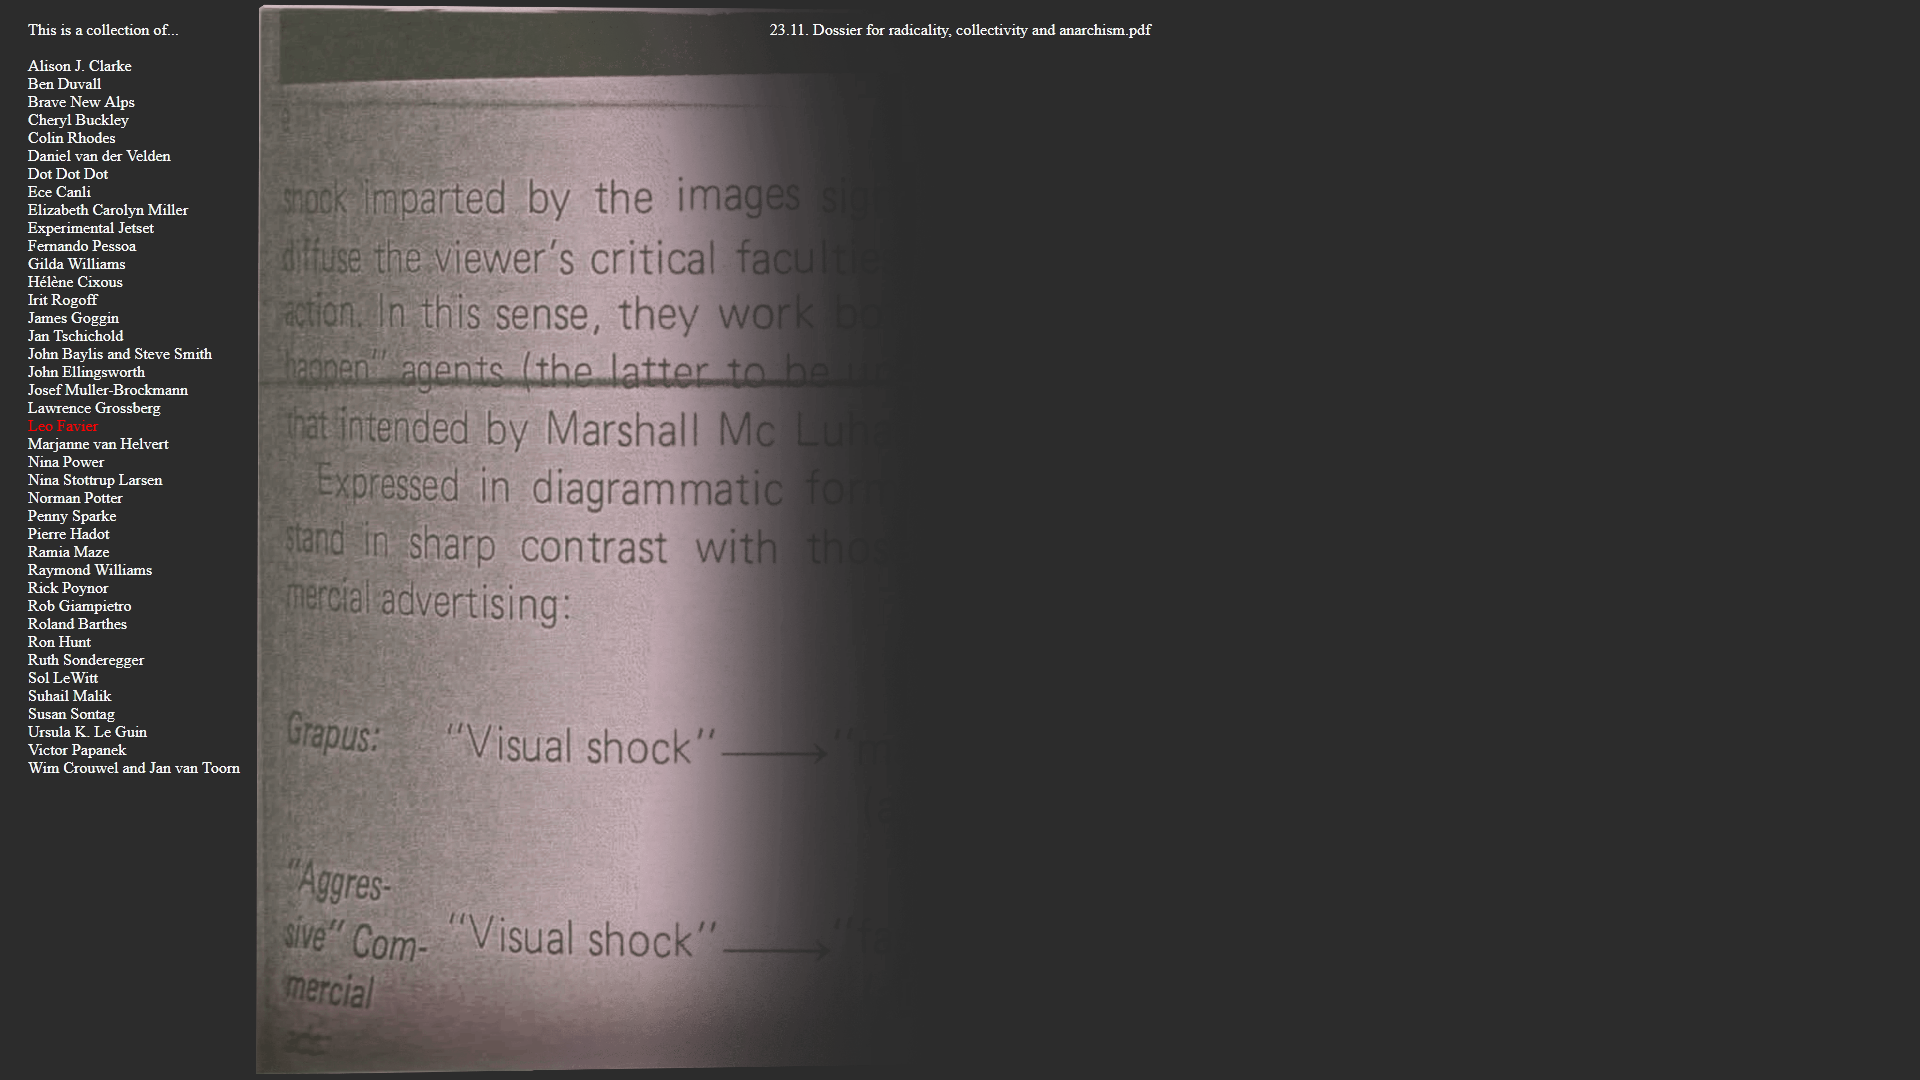 This is a collection of...
Alison J. Clarke
Ben Duvall
Brave New Alps
Cheryl Buckley
Colin Rhodes
Daniel van der Velden
Dot Dot Dot
Ece Canli
Elizabeth Carolyn Miller
Experimental Jetset
Fernando Pessoa
Gilda Williams
Hélène Cixous
Irit Rogoff
James Goggin
Jan Tschichold
John Baylis and Steve Smith
John Ellingsworth
Josef Muller-Brockmann
Lawrence Grossberg
Leo Favier
Marjanne van Helvert
Nina Power
Nina Stottrup Larsen
Norman Potter
Penny Sparke
Pierre Hadot
Ramia Maze
Raymond Williams
Rick Poynor
Rob Giampietro
Roland Barthes
Ron Hunt
Ruth Sonderegger
Sol LeWitt
Suhail Malik
Susan Sontag
Ursula K. Le Guin
Victor Papanek
Wim Crouwel and Jan van Toorn
shock imparted by the images
diffuse the viewer's critical
action. In this sense, they work
happen" agents (the latter to be
that intended by Marshall Mc
Expressed in diagrammatic
stand in sharp contrast with
mercial advertising:
Grapus: "Visual shock"
"Aggres-
sive" Com- "Visual shock"
mercial
23.11. Dossier for radicality, collectivity and anarchism.pdf